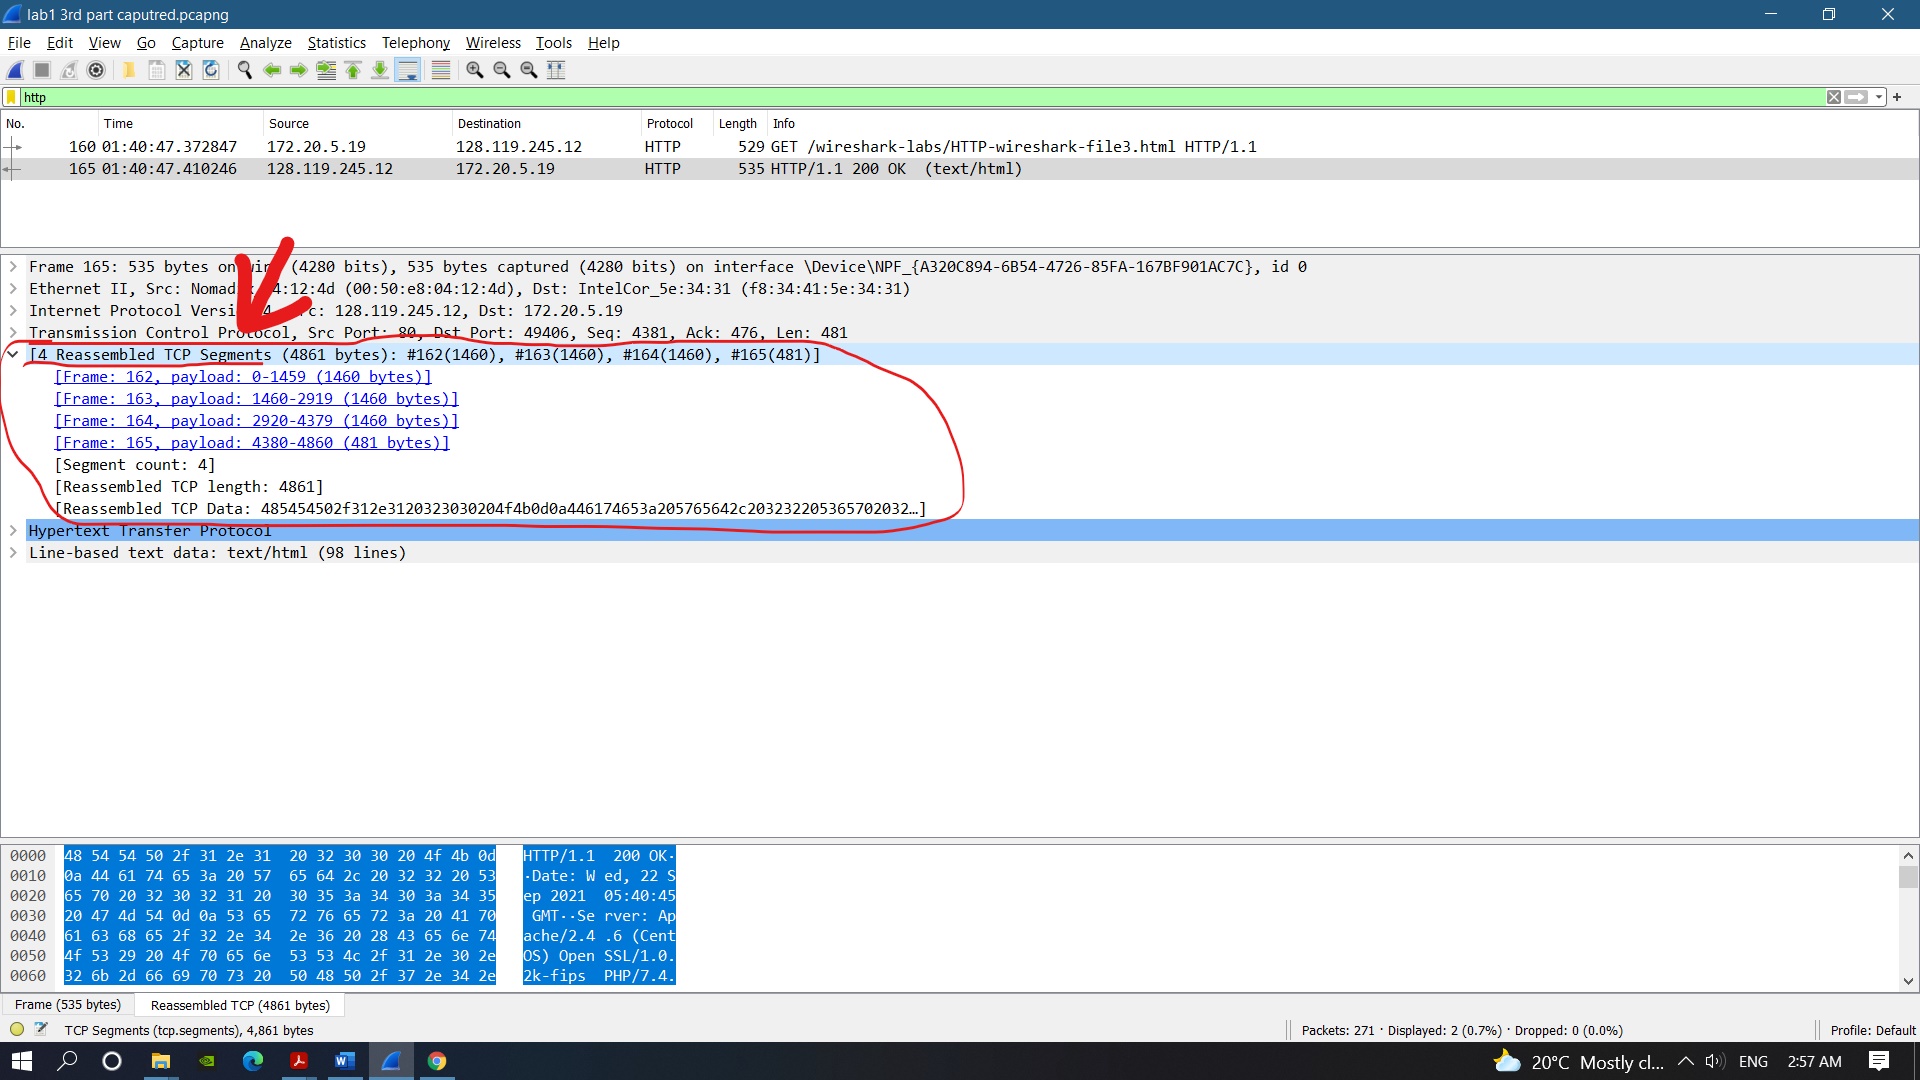 lab1 3rd part caputred.pcapng
File Edit View Go Capture Analyze Statistics Telephony Wireless Tools Help
http
No. Time Source Destination Protocol Length Info
160 01:40:47.372847 172.20.5.19 128.119.245.12 HTTP 529 GET /wireshark-labs/HTTP-wireshark-file3.html HTTP/1.1
165 01:40:47.410246 128.119.245.12 172.20.5.19 HTTP 535 HTTP/1.1 200 OK (text/html)
Frame 165: 535 bytes on (4280 bits), 535 bytes captured (4280 bits) on interface \Device\NPF_{A320C894-6B54-4726-85FA-167BF901AC7C}, id 0
Ethernet II, Src: 4:12:4d (00:50:e8:04:12:4d), Dst: IntelCor_5e:34:31 (f8:34:41:5e:34:31)
Internet Protocol 4, 128.119.245.12, Dst: 172.20.5.19
Transmission Control Protocol, Src Port: 80, Dst Port: 49406, Seq: 4381, Ack: 476, Len: 481
[4 Reassembled TCP Segments (4861 bytes): #162(1460), #163(1460), #164(1460), #165(481)]
[Frame: 162, payload: 0-1459 (1460 bytes)]
[Frame: 163, payload: 1460-2919 (1460 bytes)]
[Frame: 164, payload: 2920-4379 (1460 bytes)]
[Frame: 165, payload: 4380-4860 (481 bytes)]
[Segment count: 4]
[Reassembled TCP length: 4861]
[Reassembled TCP Data: 485454502f312e3120323030204f4b0d0a446174653a205765642c203232205365702032…]
Hypertext Transfer Protocol
Line-based text data: text/html (98 lines)
0000 48 54 54 50 2f 31 2e 31 20 32 30 30 20 4f 4b 0d HTTP/1.1 200 OK·
0010 0a 44 61 74 65 3a 20 57 65 64 2c 20 32 32 20 53 ·Date: W ed, 22 S
0020 65 70 20 32 30 32 31 20 30 35 3a 34 30 3a 34 35 ep 2021 05:40:45
0030 20 47 4d 54 0d 0a 53 65 72 76 65 72 3a 20 41 70 GMT··Se rver: Ap
0040 61 63 68 65 2f 32 2e 34 2e 36 20 28 43 65 6e 74 ache/2.4 .6 (Cent
0050 4f 53 29 20 4f 70 65 6e 53 53 4c 2f 31 2e 30 2e OS) Open SSL/1.0.
0060 32 6b 2d 66 69 70 73 20 50 48 50 2f 37 2e 34 2e 2k-fips PHP/7.4.
Frame (535 bytes) Reassembled TCP (4861 bytes)
TCP Segments (tcp.segments), 4,861 bytes Packets: 271 · Displayed: 2 (0.7%) · Dropped: 0 (0.0%) Profile: Default
20°C Mostly cl... ENG 2:57 AM